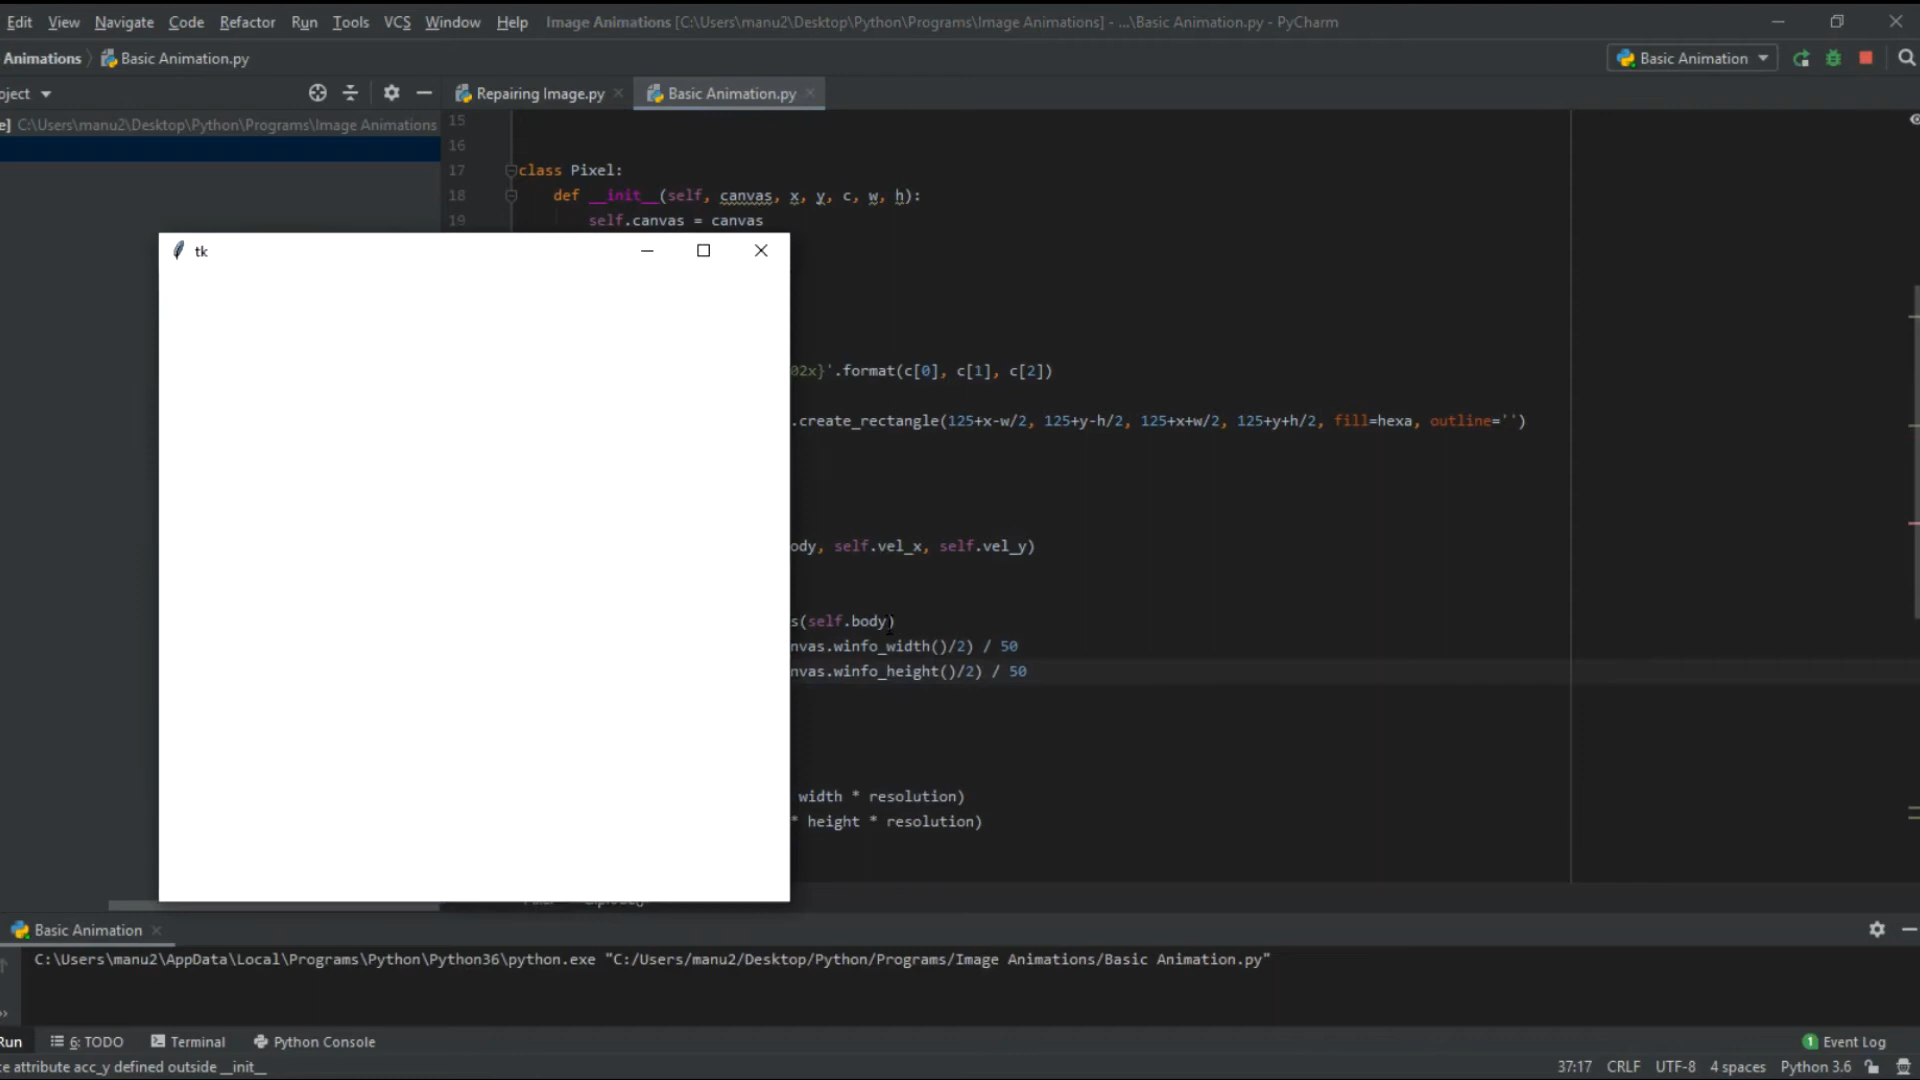 Edit View Navigate Code Refactor Run Tools VCS Window Help Image Animations [C:\Users\manu2\Desktop\Python\Programs\Image Animations] - ...\Basic Animation.py - PyCharm
Animations Basic Animation.py Basic Animation
oject Repairing Image.py Basic Animation.py
e] C:\Users\manu2\Desktop\Python\Programs\Image Animations
15
16
17 class Pixel:
18 def __init__(self, canvas, x, y, c, w, h):
19 self.canvas = canvas
tk
02x}'.format(c[0], c[1], c[2])
.create_rectangle(125+x-w/2, 125+y-h/2, 125+x+w/2, 125+y+h/2, fill=hexa, outline='')
ody, self.vel_x, self.vel_y)
s(self.body)
nvas.winfo_width()/2) / 50
nvas.winfo_height()/2) / 50
width * resolution)
* height * resolution)
Basic Animation
C:\Users\manu2\AppData\Local\Programs\Python\Python36\python.exe "C:/Users/manu2/Desktop/Python/Programs/Image Animations/Basic Animation.py"
Run 6: TODO Terminal Python Console 1 Event Log
te attribute acc_y defined outside __init__ 37:17 CRLF UTF-8 4 spaces Python 3.6